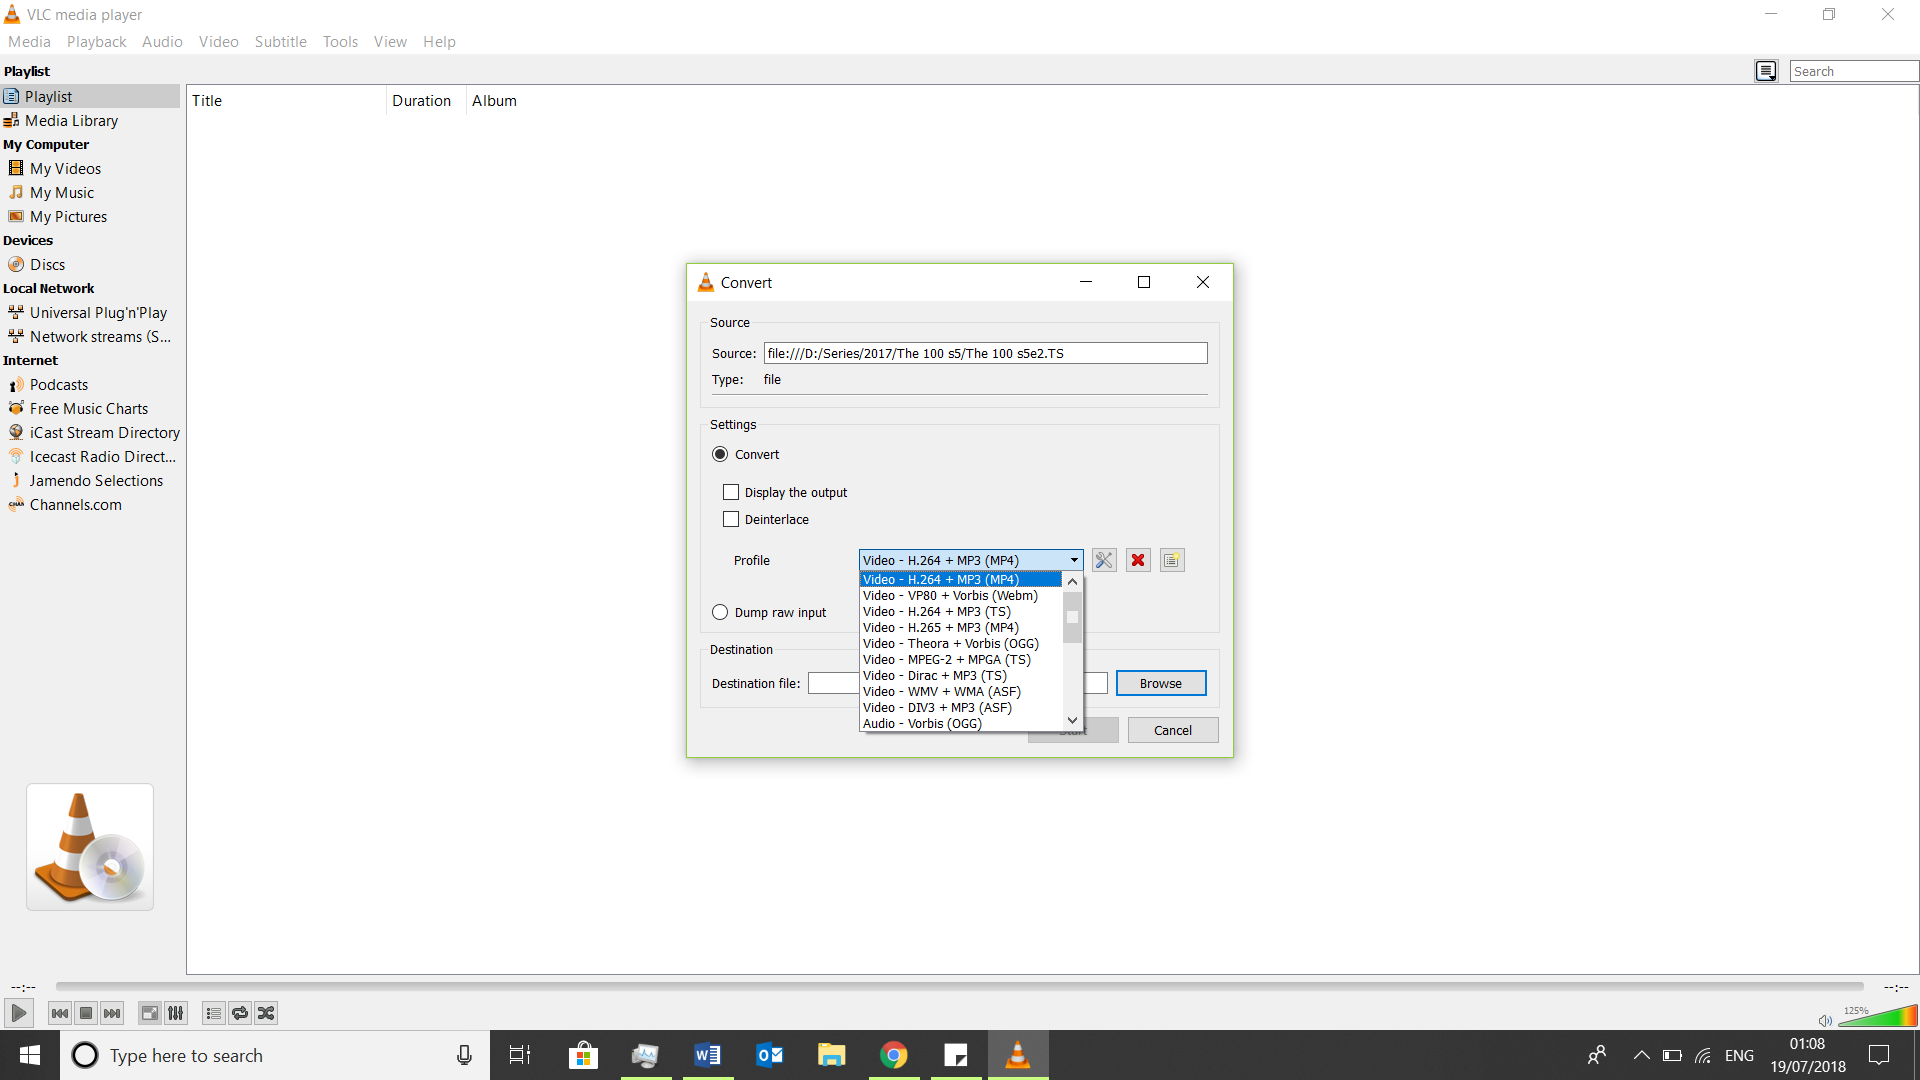 VLC media player
Media Playback Audio Video Subtitle Tools View Help
Playlist
Search
Playlist
Media Library
My Computer
My Videos
My Music
My Pictures
Devices
Discs
Local Network
Universal Plug'n'Play
Network streams (S...
Internet
Podcasts
Free Music Charts
iCast Stream Directory
Icecast Radio Direct...
Jamendo Selections
Channels.com
Title Duration Album
Convert
Source
Source: file:///D:/Series/2017/The 100 s5/The 100 s5e2.TS
Type: file
Settings
Convert
Display the output
Deinterlace
Profile Video - H.264 + MP3 (MP4)
Video - H.264 + MP3 (MP4)
Video - VP80 + Vorbis (Webm)
Video - H.264 + MP3 (TS)
Video - H.265 + MP3 (MP4)
Video - Theora + Vorbis (OGG)
Video - MPEG-2 + MPGA (TS)
Video - Dirac + MP3 (TS)
Video - WMV + WMA (ASF)
Video - DIV3 + MP3 (ASF)
Audio - Vorbis (OGG)
Dump raw input
Destination
Destination file: Browse
Cancel
--:-- --:--
125%
Type here to search
ENG
01:08
19/07/2018